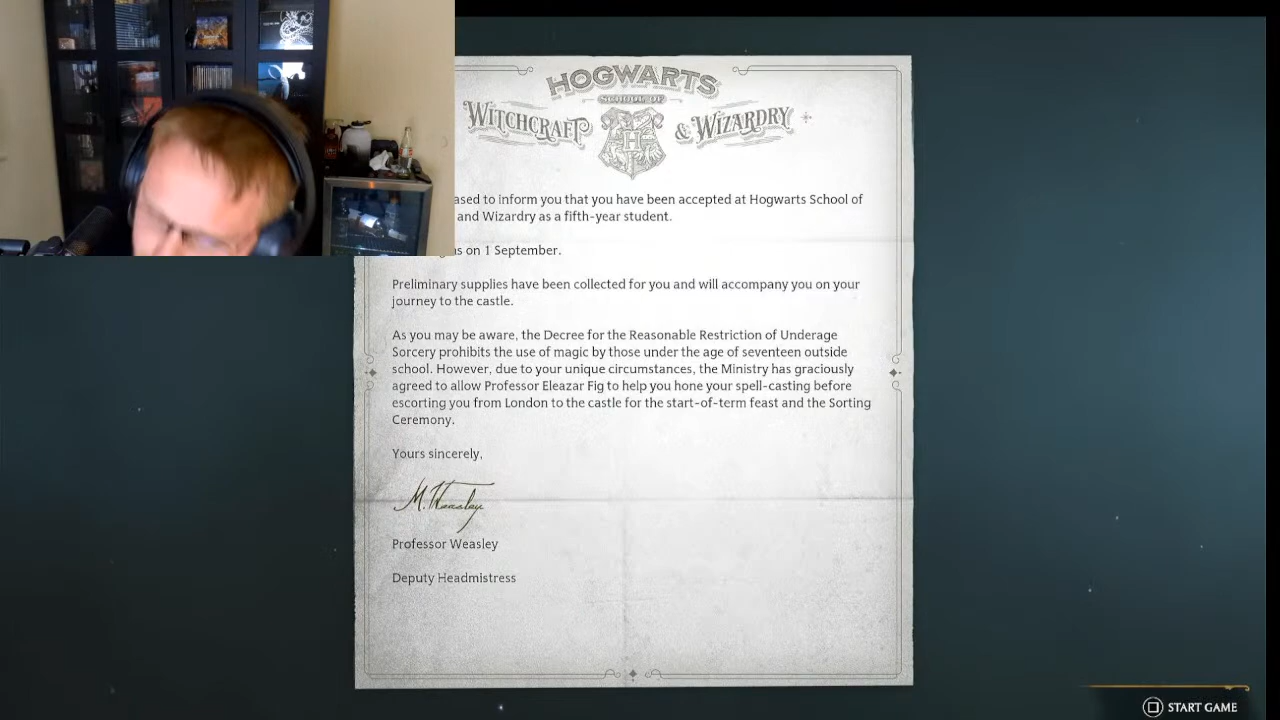 HOGWARTS
SCHOOL OF
WITCHCRAFT & WIZARDRY
H
ased to inform you that you have been accepted at Hogwarts School of
and Wizardry as a fifth-year student.
ns on 1 September.
Preliminary supplies have been collected for you and will accompany you on your
journey to the castle.
As you may be aware, the Decree for the Reasonable Restriction of Underage
Sorcery prohibits the use of magic by those under the age of seventeen outside
school. However, due to your unique circumstances, the Ministry has graciously
agreed to allow Professor Eleazar Fig to help you hone your spell-casting before
escorting you from London to the castle for the start-of-term feast and the Sorting
Ceremony.
Yours sincerely,
M. Weasley
Professor Weasley
Deputy Headmistress
START GAME